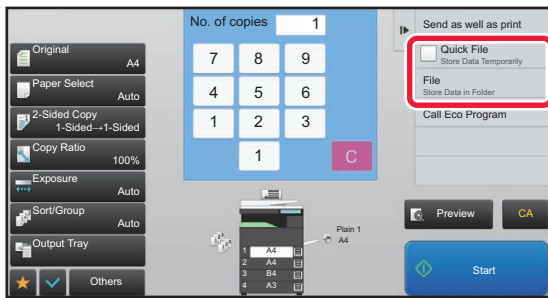 No. of copies 1
Original
A4
Paper Select
Auto
2-Sided Copy
1-Sided→1-Sided
Copy Ratio
100%
Exposure
Auto
Sort/Group
Auto
Output Tray
Others
7 8 9
4 5 6
1 2 3
1 C
Plain 1
A4
1 A4
2 A4
3 B4
4 A3
Send as well as print
Quick File
Store Data Temporarily
File
Store Data in Folder
Call Eco Program
Preview CA
Start